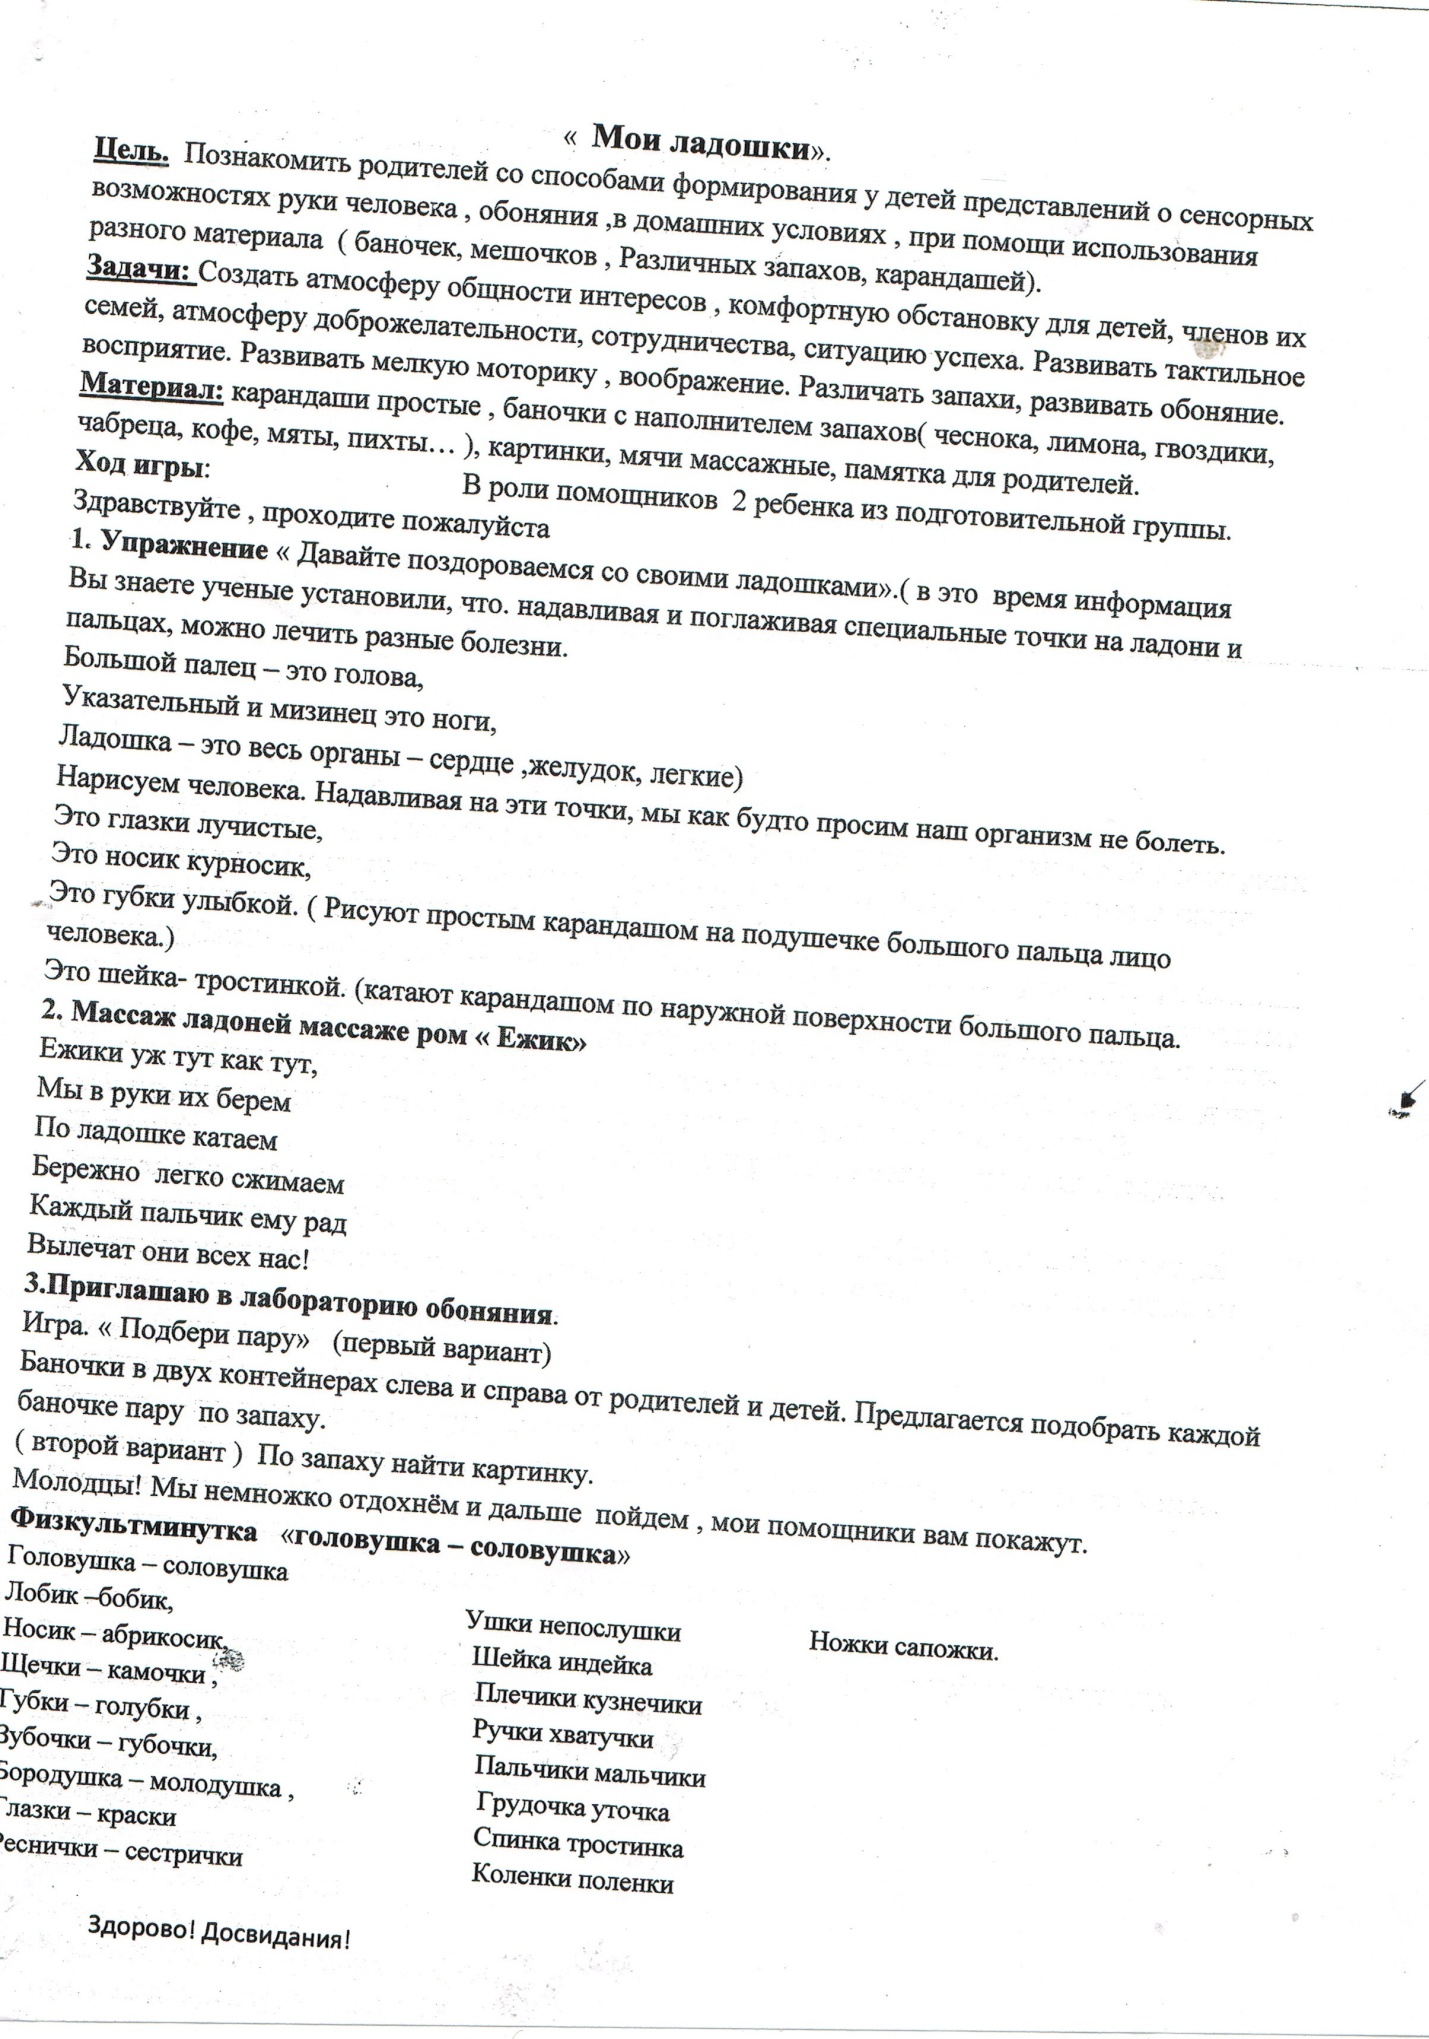 « Мои ладошки».
Цель. Познакомить родителей со способами формирования у детей представлений о сенсорных
возможностях руки человека , обоняния ,в домашних условиях , при помощи использования
разного материала ( баночек, мешочков , Различных запахов, карандашей).
Задачи: Создать атмосферу общности интересов , комфортную обстановку для детей, членов их
семей, атмосферу доброжелательности, сотрудничества, ситуацию успеха. Развивать тактильное
восприятие. Развивать мелкую моторику , воображение. Различать запахи, развивать обоняние.
Материал: карандаши простые , баночки с наполнителем запахов( чеснока, лимона, гвоздики,
чабреца, кофе, мяты, пихты… ), картинки, мячи массажные, памятка для родителей.
Ход игры:
В роли помощников 2 ребенка из подготовительной группы.
Здравствуйте , проходите пожалуйста
1. Упражнение « Давайте поздороваемся со своими ладошками».( в это время информация
Вы знаете ученые установили, что. надавливая и поглаживая специальные точки на ладони и
пальцах, можно лечить разные болезни.
Большой палец – это голова,
Указательный и мизинец это ноги,
Ладошка – это весь органы – сердце ,желудок, легкие)
Нарисуем человека. Надавливая на эти точки, мы как будто просим наш организм не болеть.
Это глазки лучистые,
Это носик курносик,
Это губки улыбкой. ( Рисуют простым карандашом на подушечке большого пальца лицо
человека.)
Это шейка- тростинкой. (катают карандашом по наружной поверхности большого пальца.
2. Массаж ладоней массаже ром « Ежик»
Ежики уж тут как тут,
Мы в руки их берем
По ладошке катаем
Бережно легко сжимаем
Каждый пальчик ему рад
Вылечат они всех нас!
3.Приглашаю в лабораторию обоняния.
Игра. « Подбери пару» (первый вариант)
Баночки в двух контейнерах слева и справа от родителей и детей. Предлагается подобрать каждой
баночке пару по запаху.
( второй вариант ) По запаху найти картинку.
Молодцы! Мы немножко отдохнём и дальше пойдем , мои помощники вам покажут.
Физкультминутка «головушка – соловушка»
Головушка – соловушка
Лобик –бобик,
Носик – абрикосик,
Щечки – камочки ,
Губки – голубки ,
Зубочки – губочки,
Бородушка – молодушка ,
Глазки – краски
Реснички – сестрички
Ушки непослушки
Шейка индейка
Плечики кузнечики
Ручки хватучки
Пальчики мальчики
Грудочка уточка
Спинка тростинка
Коленки поленки
Ножки сапожки.
Здорово! Досвидания!